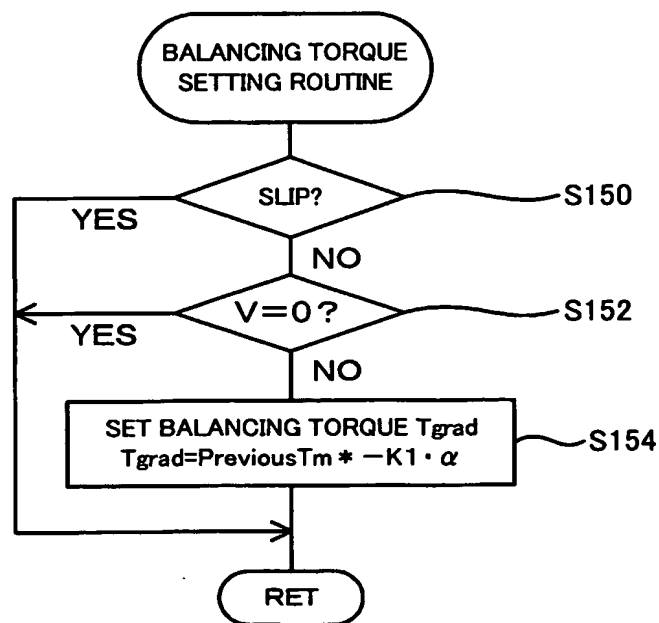 BALANCING TORQUE
SETTING ROUTINE
SLIP?
S150
YES
NO
V=0?
S152
YES
NO
SET BALANCING TORQUE Tgrad
Tgrad=PreviousTm * −K1・α
S154
RET